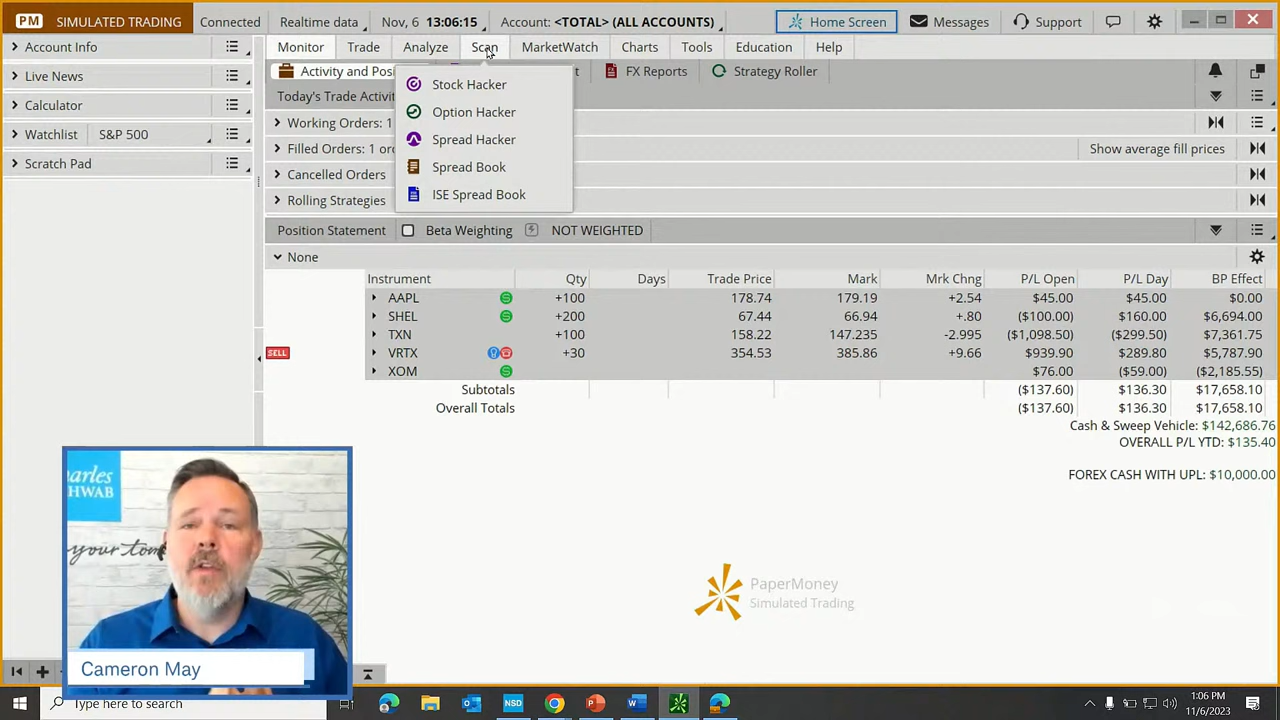 PM SIMULATED TRADING Connected Realtime data Nov, 6 13:06:15 Account: <TOTAL> (ALL ACCOUNTS) Home Screen Messages Support
Account Info
Live News
Calculator
Watchlist S&P 500
Scratch Pad
Monitor Trade Analyze Scan MarketWatch Charts Tools Education Help
Activity and Posi t FX Reports Strategy Roller
Stock Hacker
Option Hacker
Spread Hacker
Spread Book
ISE Spread Book
Today's Trade Activi
Working Orders: 1
Filled Orders: 1 or Show average fill prices
Cancelled Orders
Rolling Strategies
Position Statement Beta Weighting NOT WEIGHTED
None
Instrument Qty Days Trade Price Mark Mrk Chng P/L Open P/L Day BP Effect
AAPL S +100 178.74 179.19 +2.54 $45.00 $45.00 $0.00
SHEL S +200 67.44 66.94 +.80 ($100.00) $160.00 $6,694.00
TXN +100 158.22 147.235 -2.995 ($1,098.50) ($299.50) $7,361.75
SELL VRTX +30 354.53 385.86 +9.66 $939.90 $289.80 $5,787.90
XOM S $76.00 ($59.00) ($2,185.55)
Subtotals ($137.60) $136.30 $17,658.10
Overall Totals ($137.60) $136.30 $17,658.10
Cash & Sweep Vehicle: $142,686.76
OVERALL P/L YTD: $135.40
FOREX CASH WITH UPL: $10,000.00
PaperMoney
Simulated Trading
harles
HWAB
your tom
Cameron May
Type here to search
NSD
1:06 PM
11/6/2023